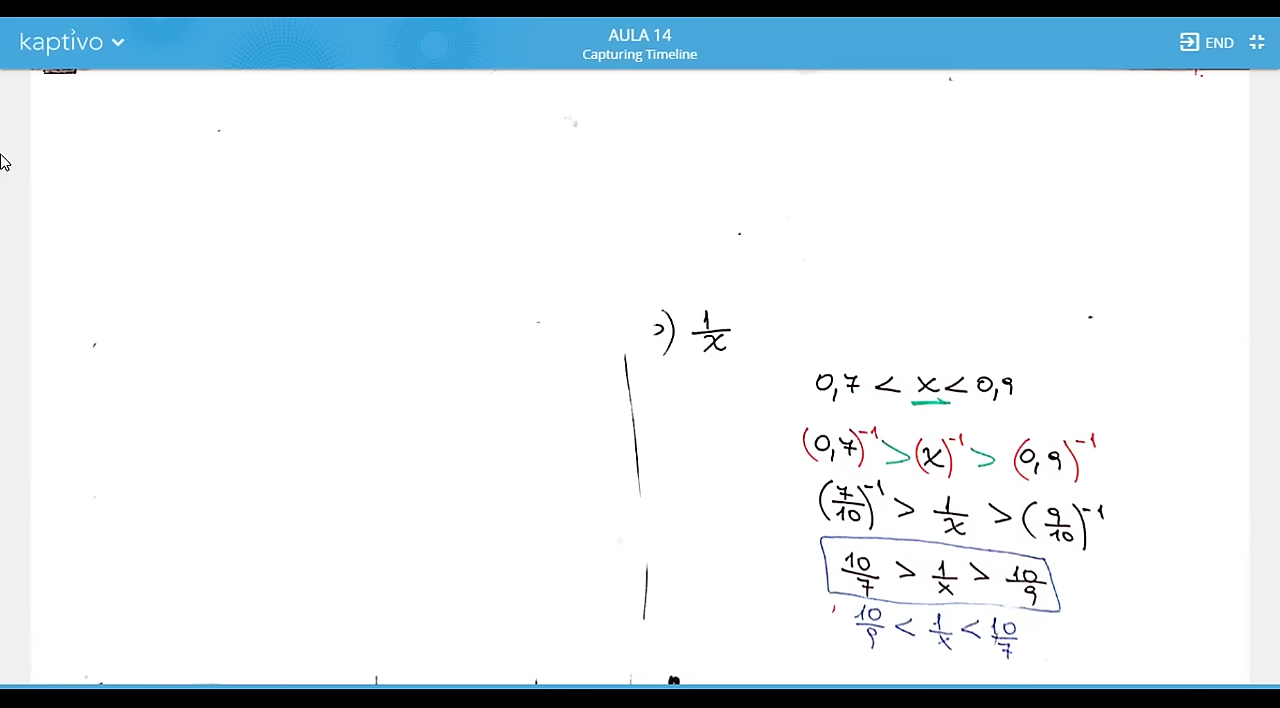 kaptivo
AULA 14
Capturing Timeline
END
c) 1/x
0,7 < x < 0,9
(0,7)⁻¹ > (x)⁻¹ > (0,9)⁻¹
(7/10)⁻¹ > 1/x > (9/10)⁻¹
10/7 > 1/x > 10/9
10/9 < 1/x < 10/7